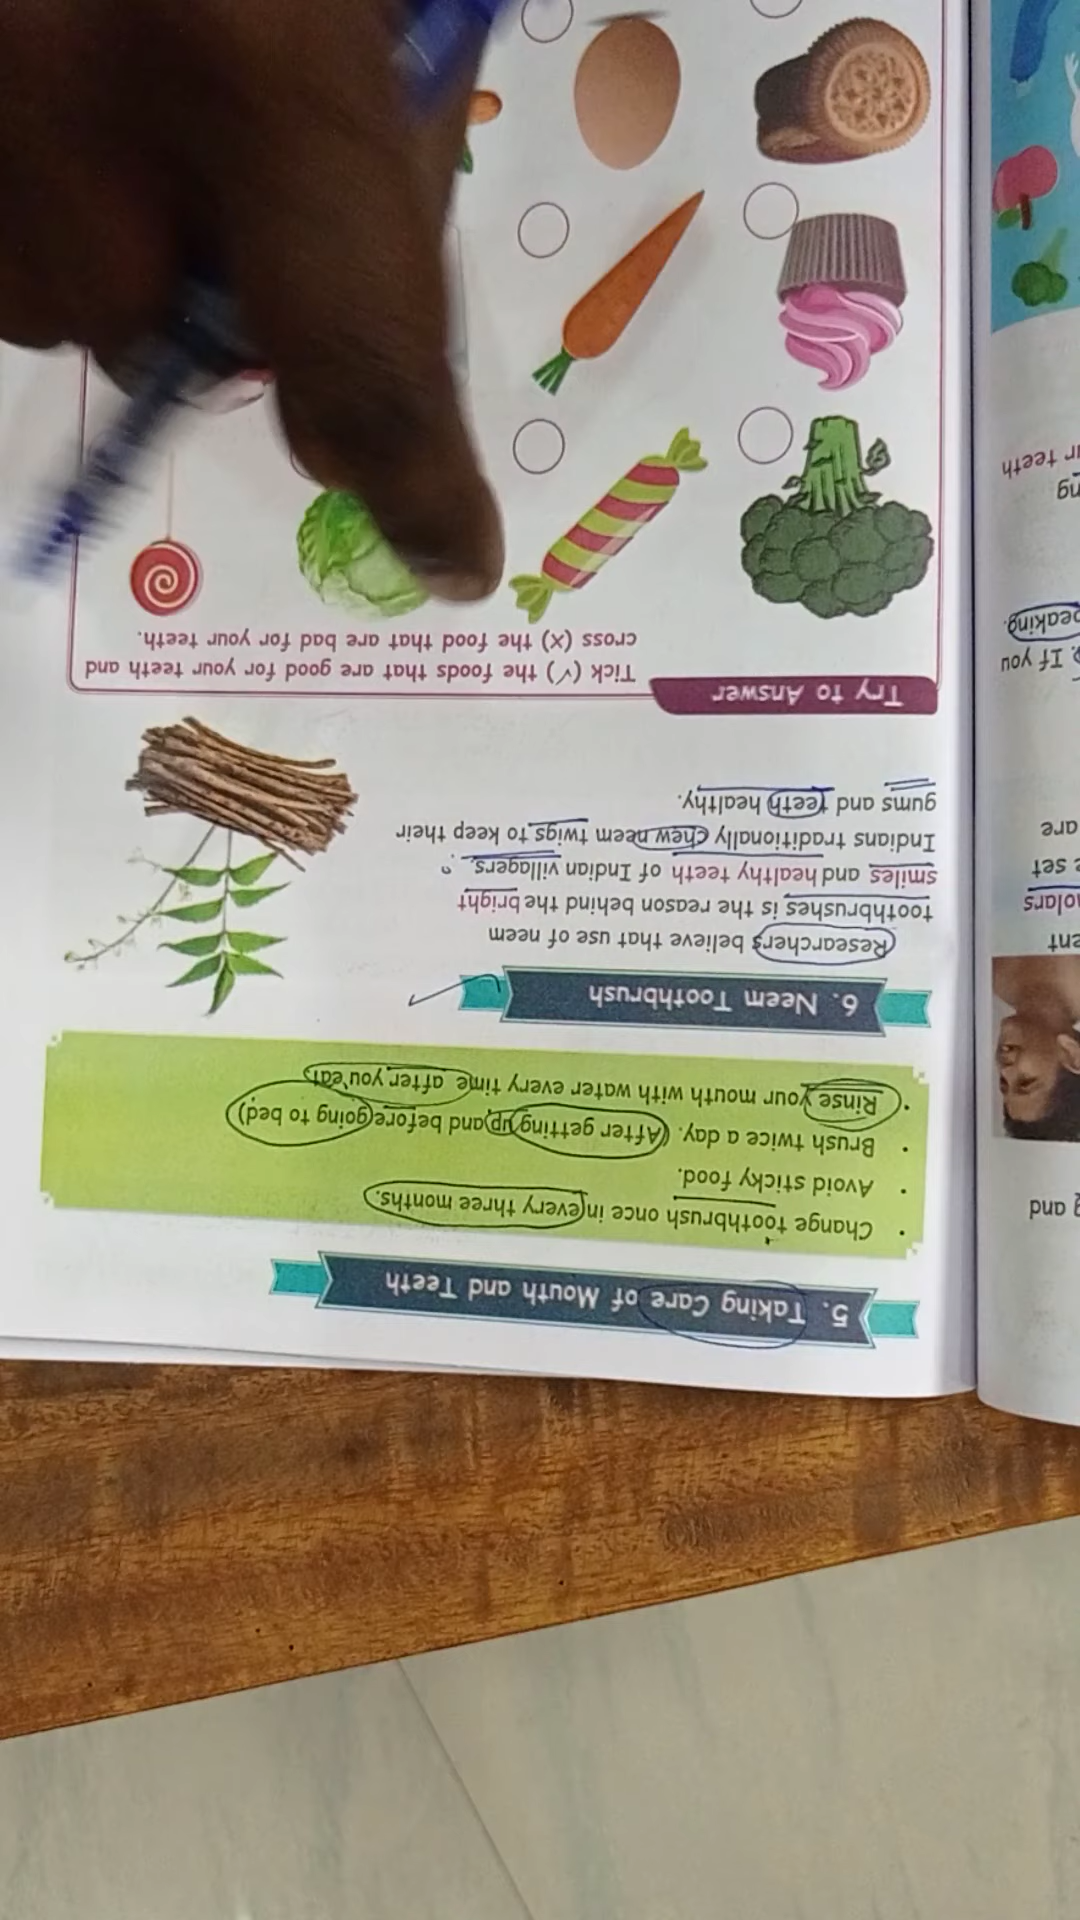 5. Taking Care of Mouth and Teeth
• Change toothbrush once in every three months.
• Avoid sticky food.
• Brush twice a day. (After getting up and before going to bed)
• Rinse your mouth with water every time after you eat.
6. Neem Toothbrush
Researchers believe that use of neem
toothbrushes is the reason behind the bright
smiles and healthy teeth of Indian villagers.
Indians traditionally chew neem twigs to keep their
gums and teeth healthy.
Try to Answer
Tick (✓) the foods that are good for your teeth and
cross (X) the food that are bad for your teeth.
and
are
set
If you
teeth